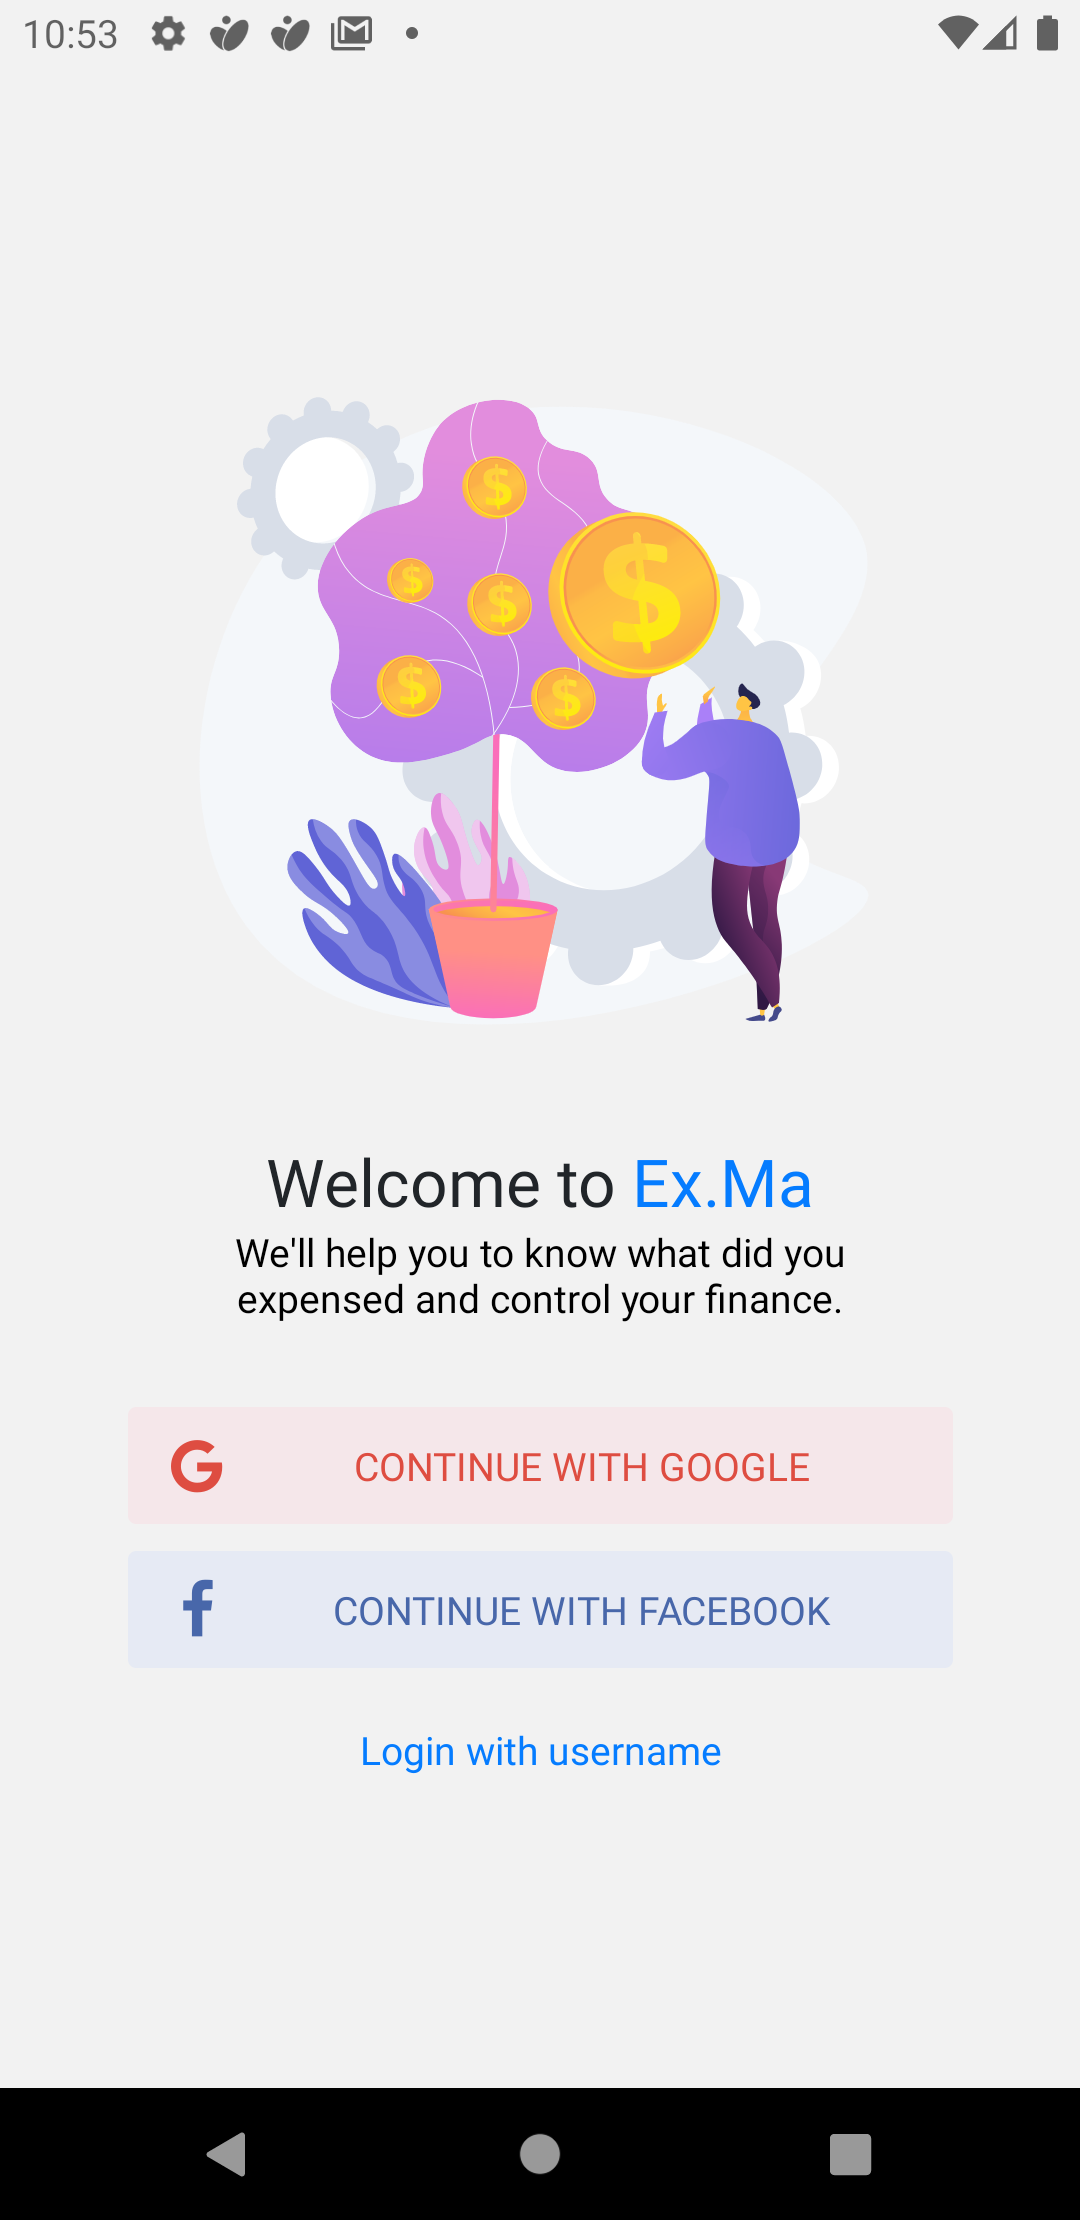 10:53
Welcome to Ex.Ma
We'll help you to know what did you
expensed and control your finance.
CONTINUE WITH GOOGLE
CONTINUE WITH FACEBOOK
Login with username